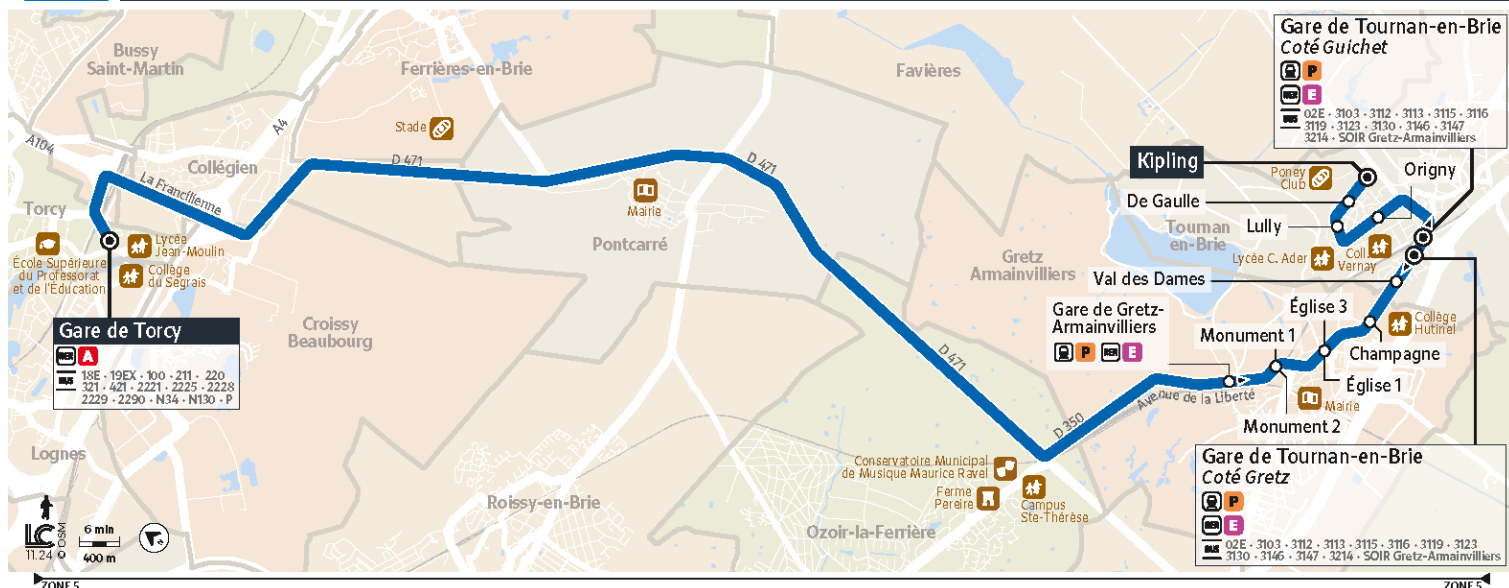 Bussy
Saint-Martin
Ferrières-en-Brie
Favières
Gare de Tournan-en-Brie
Coté Guichet
P
RER E
BUS 02E · 3103 · 3112 · 3113 · 3115 · 3116
3119 · 3123 · 3130 · 3146 · 3147
3214 · SOIR Gretz-Armainvilliers
A104
A4
Stade
Collégien
D 471
D 471
La Francilienne
Kipling
Poney
Club
Origny
De Gaulle
Lully
Tournan
en-Brie
Mairie
Torcy
Lycée
Jean-Moulin
Collège
du Segrais
École Supérieure
du Professorat
et de l'Éducation
Pontcarré
Gretz
Armainvilliers
Lycée C. Ader
Coll.
Vernay
Val des Dames
Gare de Torcy
RER A
BUS 18E · 19EX · 100 · 211 · 220
321 · 421 · 2221 · 2225 · 2228
2229 · 2290 · N34 · N130 · P
Croissy
Beaubourg
Gare de Gretz-
Armainvilliers
P RER E
Église 3
Monument 1
Collège
Hutinel
Champagne
Église 1
D 471
Avenue de la Liberté
Mairie
Monument 2
D 350
Lognes
Roissy-en-Brie
Conservatoire Municipal
de Musique Maurice Ravel
Ferme
Pereire
Campus
Ste-Thérèse
Ozoir-la-Ferrière
Gare de Tournan-en-Brie
Coté Gretz
P
RER E
BUS 02E · 3103 · 3112 · 3113 · 3115 · 3116 · 3119 · 3123
3130 · 3146 · 3147 · 3214 · SOIR Gretz-Armainvilliers
LC
11.24
© OSM
6 min
400 m
ZONE 5
ZONE 5